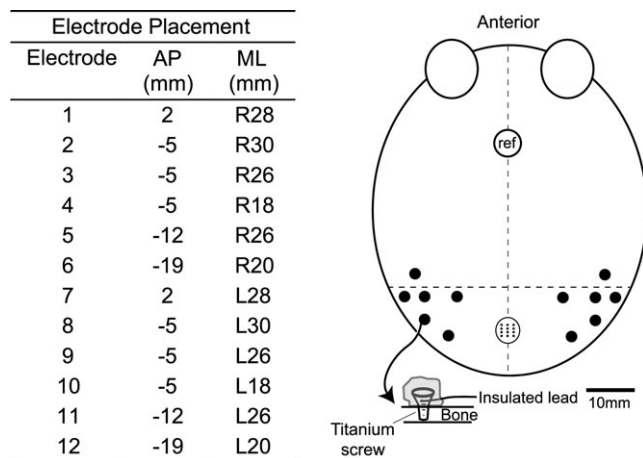 Electrode Placement
Electrode AP (mm) ML (mm)
1 2 R28
2 -5 R30
3 -5 R26
4 -5 R18
5 -12 R26
6 -19 R20
7 2 L28
8 -5 L30
9 -5 L26
10 -5 L18
11 -12 L26
12 -19 L20
Anterior
ref
Insulated lead
Bone
Titanium
screw
10mm